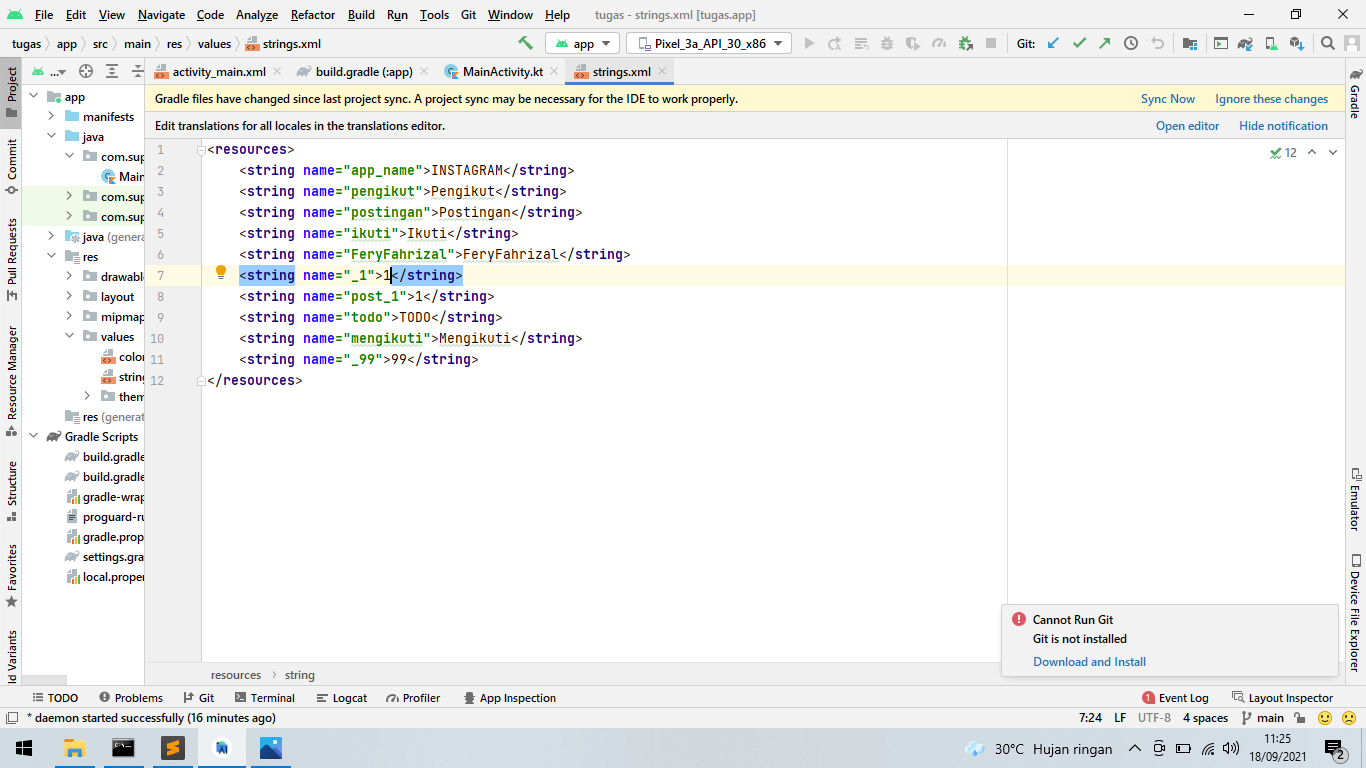 File Edit View Navigate Code Analyze Refactor Build Run Tools Git Window Help tugas - strings.xml [tugas.app]
tugas app src main res values strings.xml app Pixel_3a_API_30_x86 Git:
... activity_main.xml build.gradle (:app) MainActivity.kt strings.xml
Gradle files have changed since last project sync. A project sync may be necessary for the IDE to work properly. Sync Now Ignore these changes
Edit translations for all locales in the translations editor. Open editor Hide notification
Project
Commit
Pull Requests
Resource Manager
Structure
Favorites
ld Variants
app
manifests
java
com.sup
Main
com.sup
com.sup
java (genera
res
drawabl
layout
mipmap
values
color
string
them
res (generat
Gradle Scripts
build.gradle
build.gradle
gradle-wrap
proguard-ru
gradle.prop
settings.gra
local.proper
1 <resources>
2 <string name="app_name">INSTAGRAM</string>
3 <string name="pengikut">Pengikut</string>
4 <string name="postingan">Postingan</string>
5 <string name="ikuti">Ikuti</string>
6 <string name="FeryFahrizal">FeryFahrizal</string>
7 <string name="_1">1</string>
8 <string name="post_1">1</string>
9 <string name="todo">TODO</string>
10 <string name="mengikuti">Mengikuti</string>
11 <string name="_99">99</string>
12 </resources>
12
Gradle
Emulator
Device File Explorer
Cannot Run Git
Git is not installed
Download and Install
resources string
TODO Problems Git Terminal Logcat Profiler App Inspection 1 Event Log Layout Inspector
* daemon started successfully (16 minutes ago) 7:24 LF UTF-8 4 spaces main
30°C Hujan ringan 11:25
18/09/2021 2